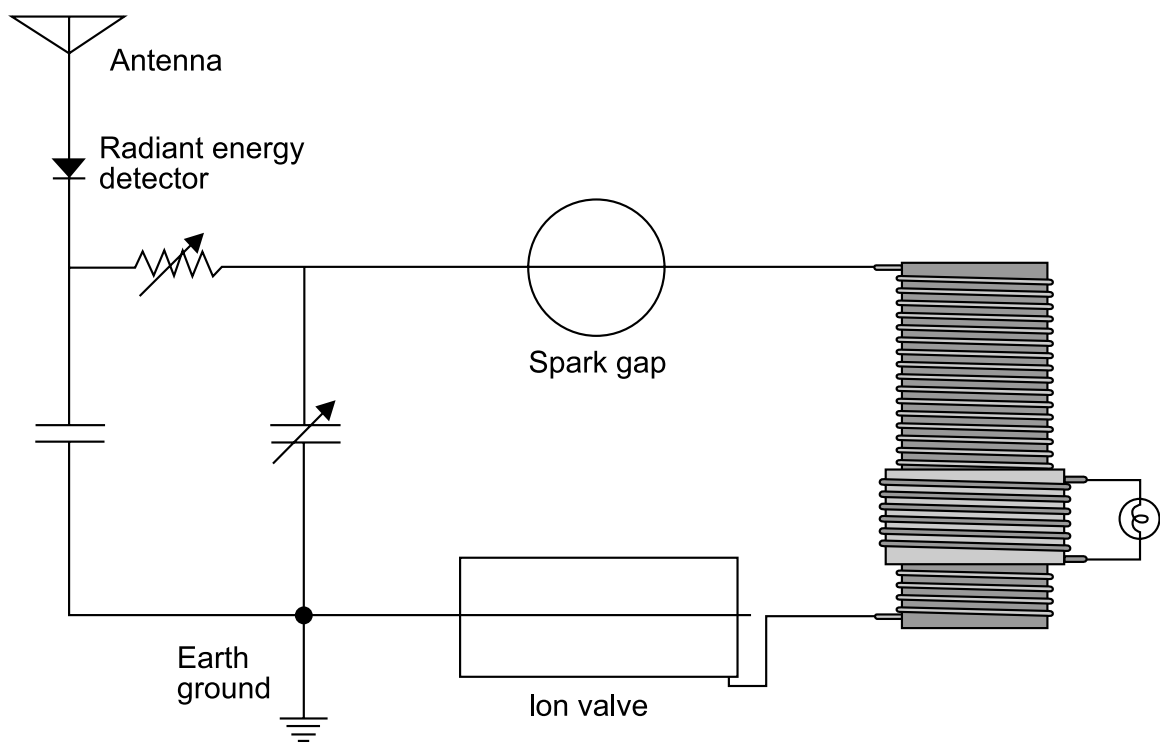 Antenna
Radiant energy
detector
Spark gap
Earth
ground
Ion valve